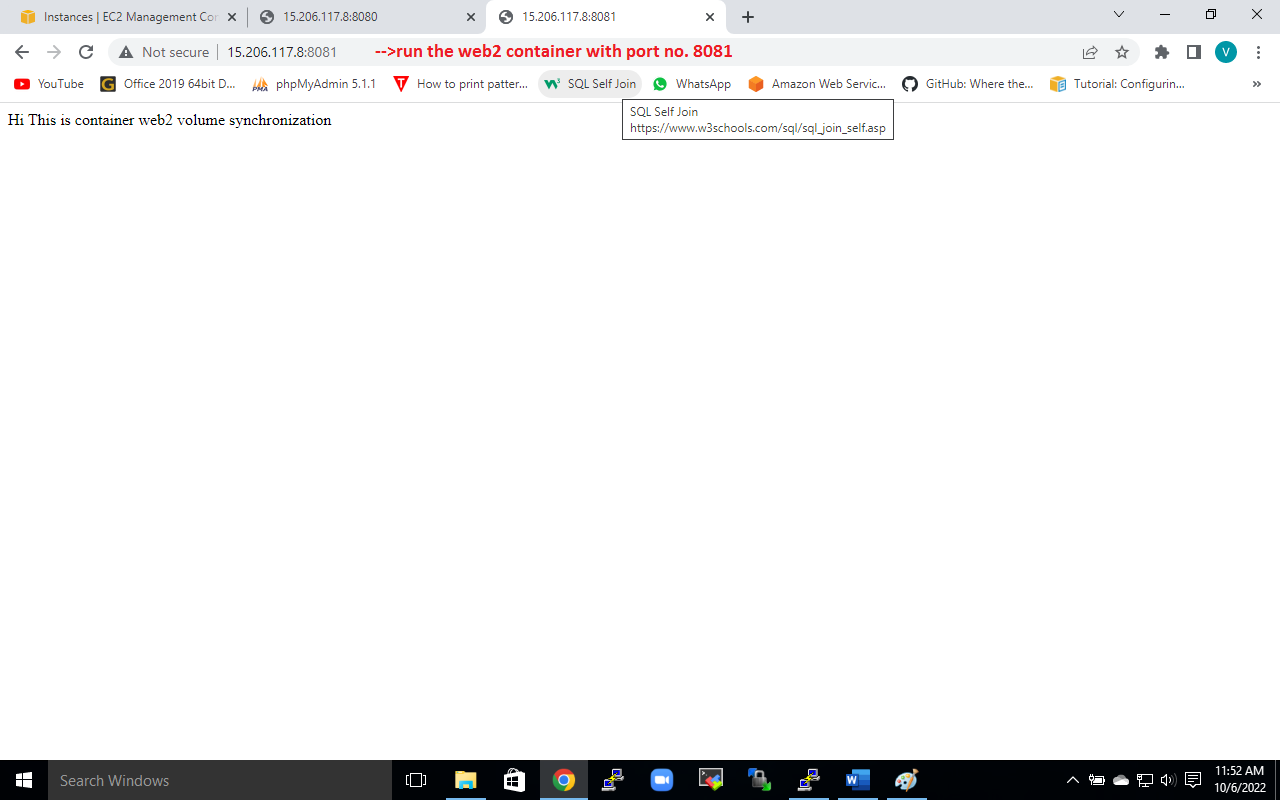 Instances | EC2 Management Con
15.206.117.8:8080
15.206.117.8:8081
Not secure
15.206.117.8:8081
-->run the web2 container with port no. 8081
V
YouTube
Office 2019 64bit D...
phpMyAdmin 5.1.1
How to print patter...
SQL Self Join
WhatsApp
Amazon Web Servic...
GitHub: Where the...
Tutorial: Configurin...
»
SQL Self Join
https://www.w3schools.com/sql/sql_join_self.asp
Hi This is container web2 volume synchronization
Search Windows
11:52 AM
10/6/2022